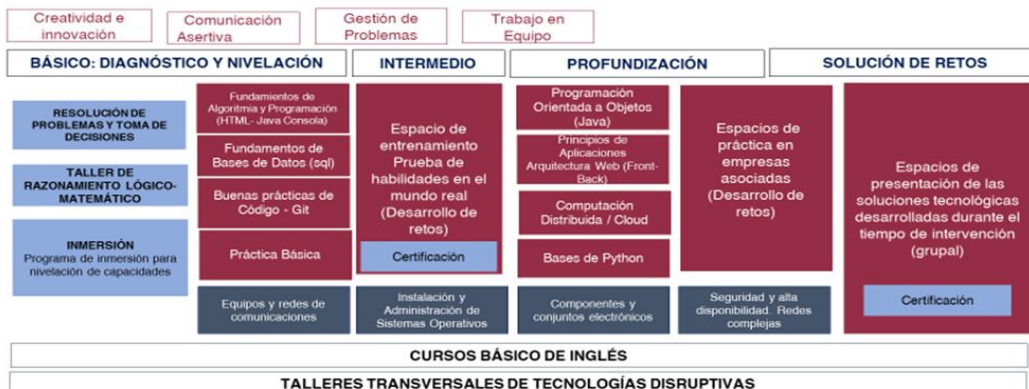 Creatividad e
innovación
Comunicación
Asertiva
Gestión de
Problemas
Trabajo en
Equipo
BÁSICO: DIAGNÓSTICO Y NIVELACIÓN
INTERMEDIO
PROFUNDIZACIÓN
SOLUCIÓN DE RETOS
RESOLUCIÓN DE
PROBLEMAS Y TOMA DE
DECISIONES
TALLER DE
RAZONAMIENTO LÓGICO-
MATEMÁTICO
INMERSIÓN
Programa de inmersión para
nivelación de capacidades
Fundamentos de
Algoritmia y Programación
(HTML- Java Consola)
Fundamentos de
Bases de Datos (sql)
Buenas prácticas de
Código - Git
Práctica Básica
Equipos y redes de
comunicaciones
Espacio de
entrenamiento
Prueba de
habilidades en el
mundo real
(Desarrollo de
retos)
Certificación
Instalación y
Administración de
Sistemas Operativos
Programación
Orientada a Objetos
(Java)
Principios de
Aplicaciones
Arquitectura Web (Front-
Back)
Computación
Distribuida / Cloud
Bases de Python
Componentes y
conjuntos electrónicos
Espacios de
práctica en
empresas
asociadas
(Desarrollo de
retos)
Seguridad y alta
disponibilidad. Redes
complejas
Espacios de
presentación de las
soluciones tecnológicas
desarrolladas durante el
tiempo de intervención
(grupal)
Certificación
CURSOS BÁSICO DE INGLÉS
TALLERES TRANSVERSALES DE TECNOLOGÍAS DISRUPTIVAS